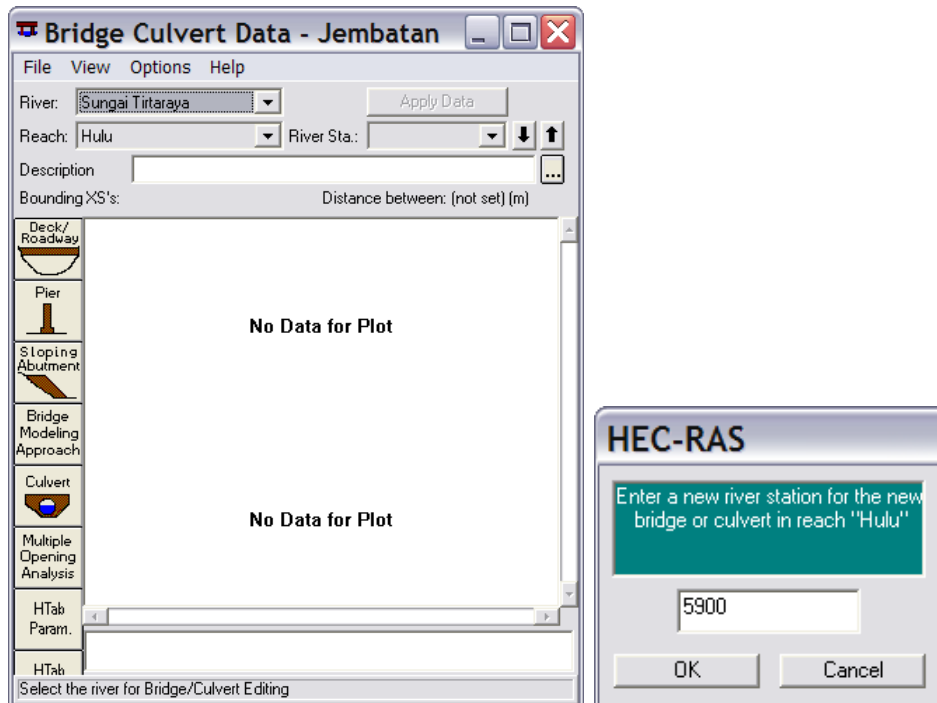 Bridge Culvert Data - Jembatan
File View Options Help
River: Sungai Tirtaraya Apply Data
Reach: Hulu River Sta.:
Description ...
Bounding XS's: Distance between: (not set) (m)
Deck/
Roadway
Pier
No Data for Plot
Sloping
Abutment
Bridge
Modeling
Approach
Culvert
No Data for Plot
Multiple
Opening
Analysis
HTab
Param.
HTab
Select the river for Bridge/Culvert Editing
HEC-RAS
Enter a new river station for the new
bridge or culvert in reach "Hulu"
5900
OK Cancel